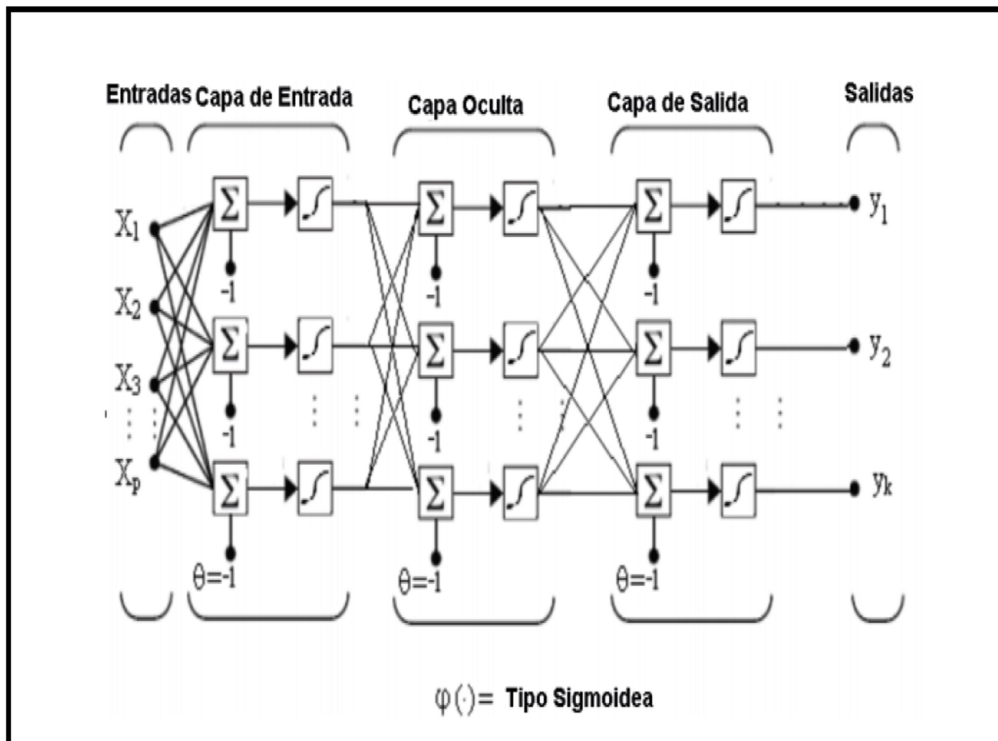 Entradas Capa de Entrada Capa Oculta Capa de Salida Salidas
X1 Σ Σ Σ y1
-1 -1 -1
X2 Σ Σ Σ y2
X3
-1 -1 -1
Xp Σ Σ Σ yk
θ=-1 θ=-1 θ=-1
φ(·)= Tipo Sigmoidea